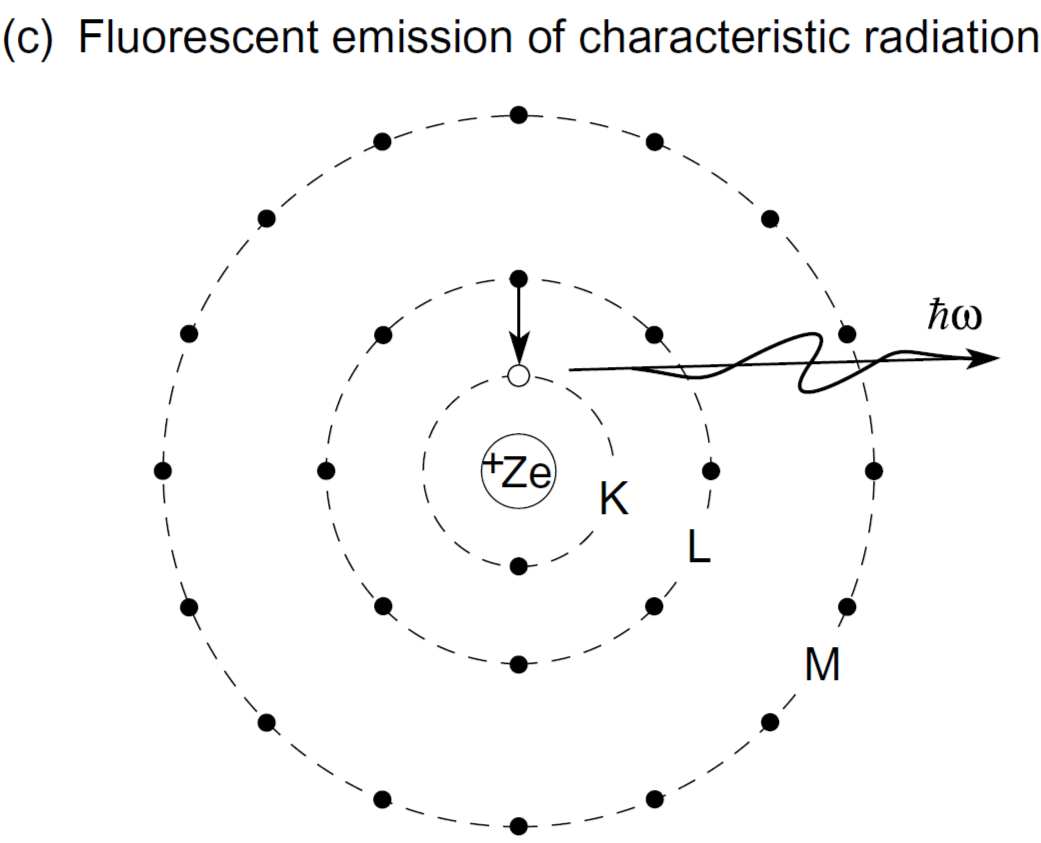 (c) Fluorescent emission of characteristic radiation
ħω
+Ze
K
L
M